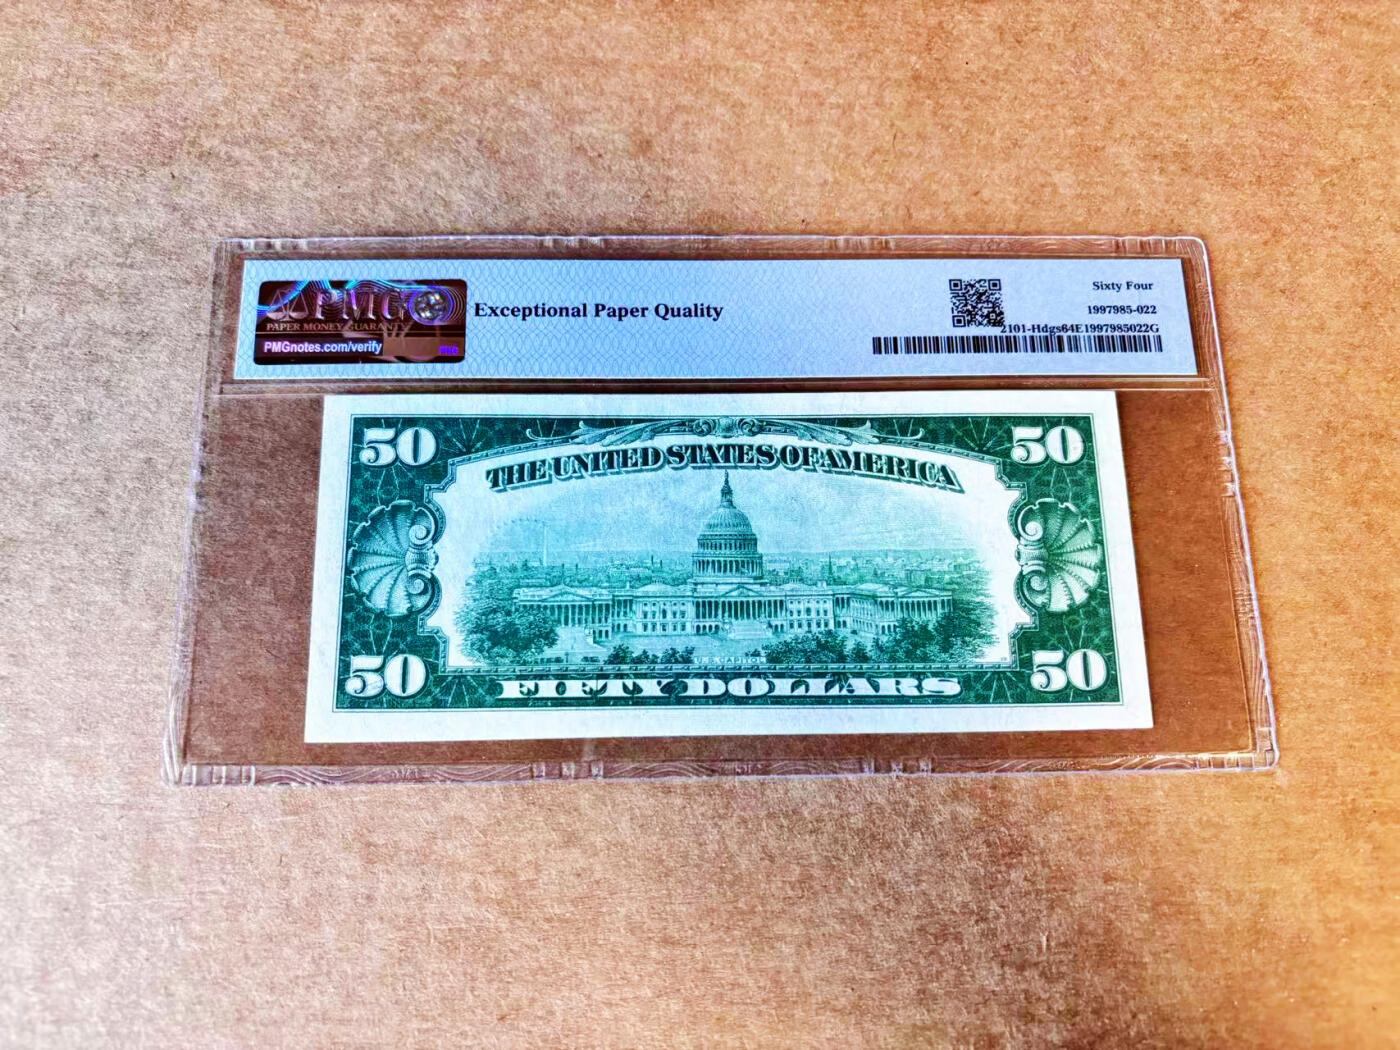 PMG
PAPER MONEY GUARANTY
PMGnotes.com/verify
Exceptional Paper Quality
Sixty Four
1997985-022
2101-Hdgs64E1997985022G
50
50
THE UNITED STATES OF AMERICA
U.S. CAPITOL
50
50
FIFTY DOLLARS